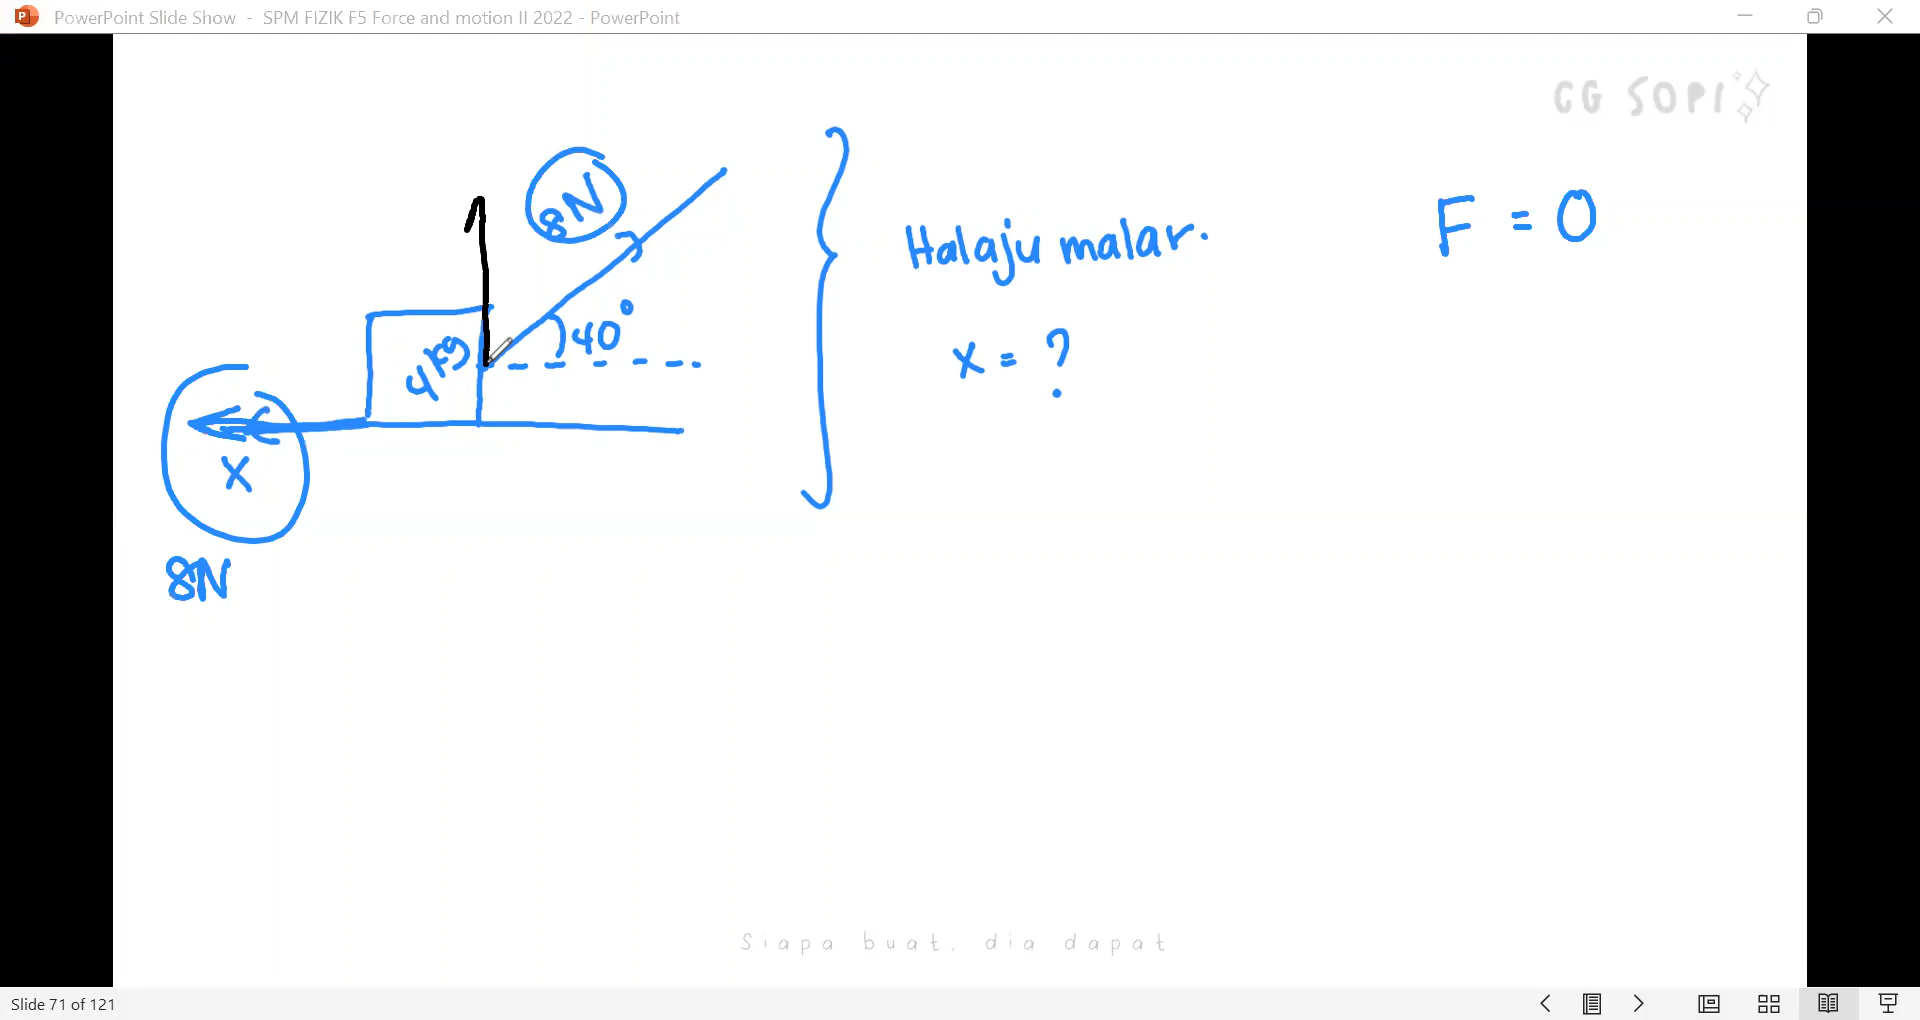 PowerPoint Slide Show - SPM FIZIK F5 Force and motion II 2022 - PowerPoint
CG SOPI
8N
Halaju malar.
F = 0
40°
4kg
x = ?
x
8N
Siapa buat, dia dapat
Slide 71 of 121